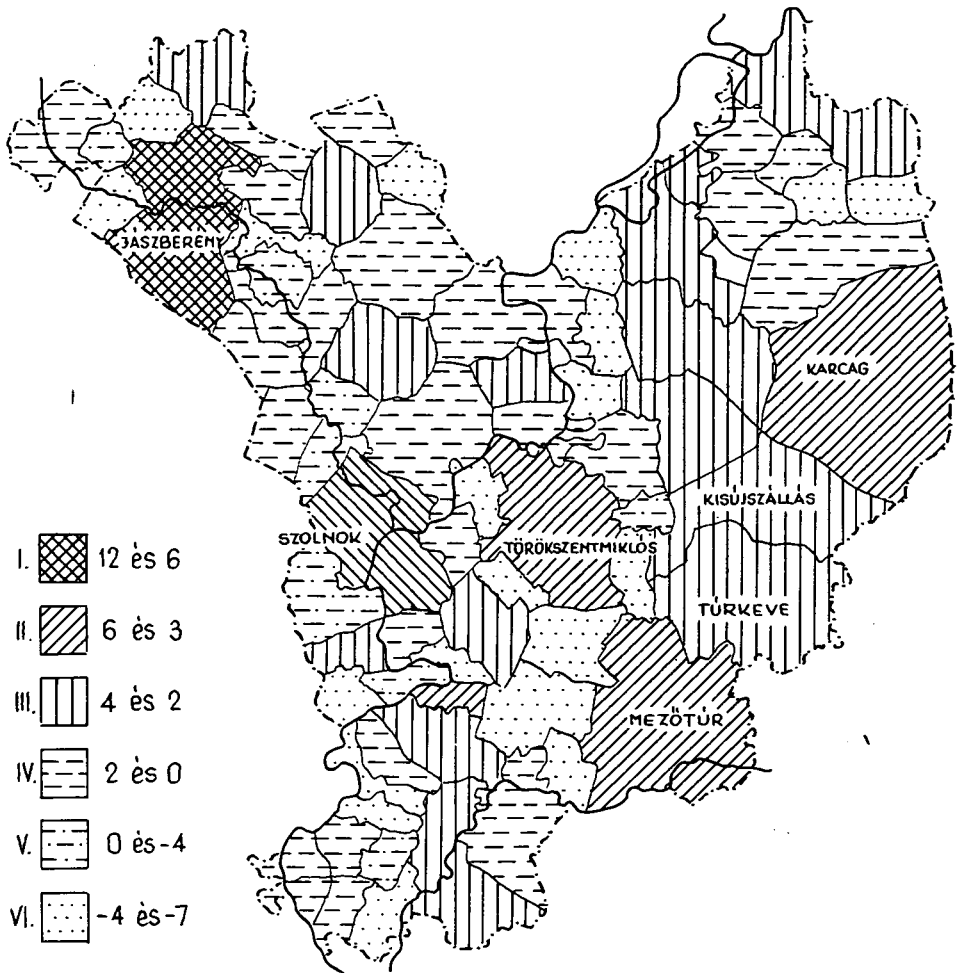 JÁSZBERÉNY
KARCAG
KISÚJSZÁLLÁS
SZOLNOK
TÖRÖKSZENTMIKLÓS
TÚRKEVE
MEZŐTÚR
I. 12 és 6
II. 6 és 3
III. 4 és 2
IV. 2 és 0
V. 0 és -4
VI. -4 és -7